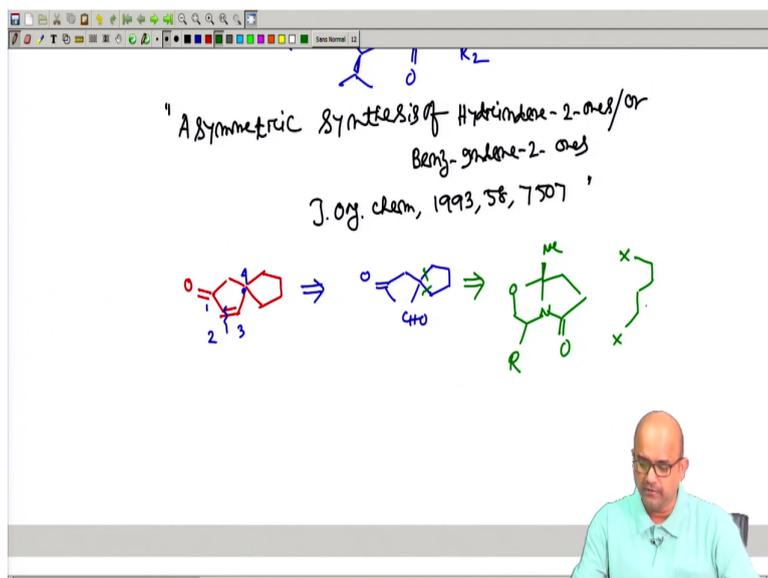 Sans Normal 12
R2
O
"Asymmetric Synthesis of Hydrindene-2-ones/or
Benz-indene-2-ones
J. Org. Chem, 1993, 58, 7507"
O 1 2 3 4 ⇒ O CHO x x ⇒ Me O N O R x x